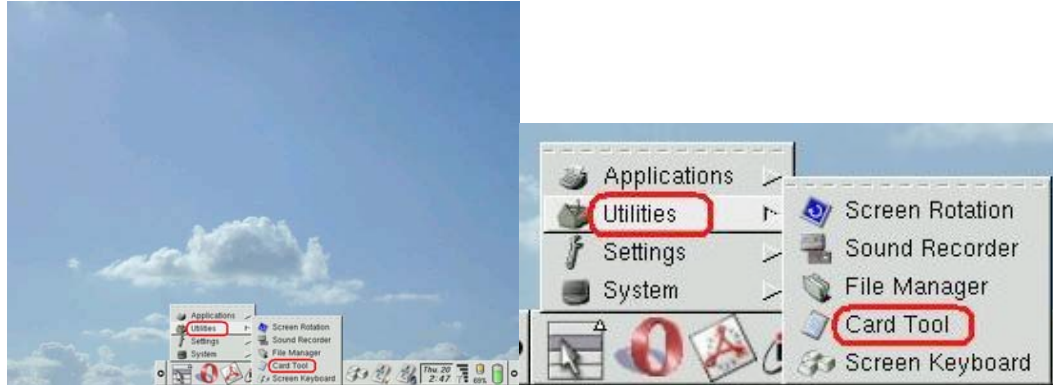 Applications
Utilities
Settings
System
Screen Rotation
Sound Recorder
File Manager
Card Tool
Screen Keyboard
Thu. 20
2:47
69%
Applications
Utilities
Settings
System
Screen Rotation
Sound Recorder
File Manager
Card Tool
Screen Keyboard